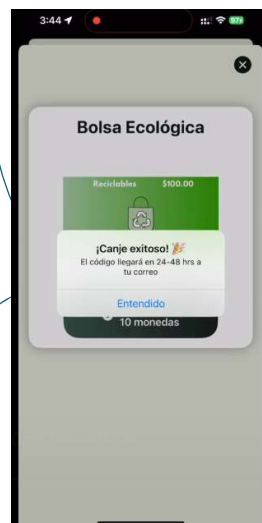 3:44
97
Bolsa Ecológica
Reciclables $100.00
¡Canje exitoso! 🎉
El código llegará en 24-48 hrs a
tu correo
Entendido
10 monedas